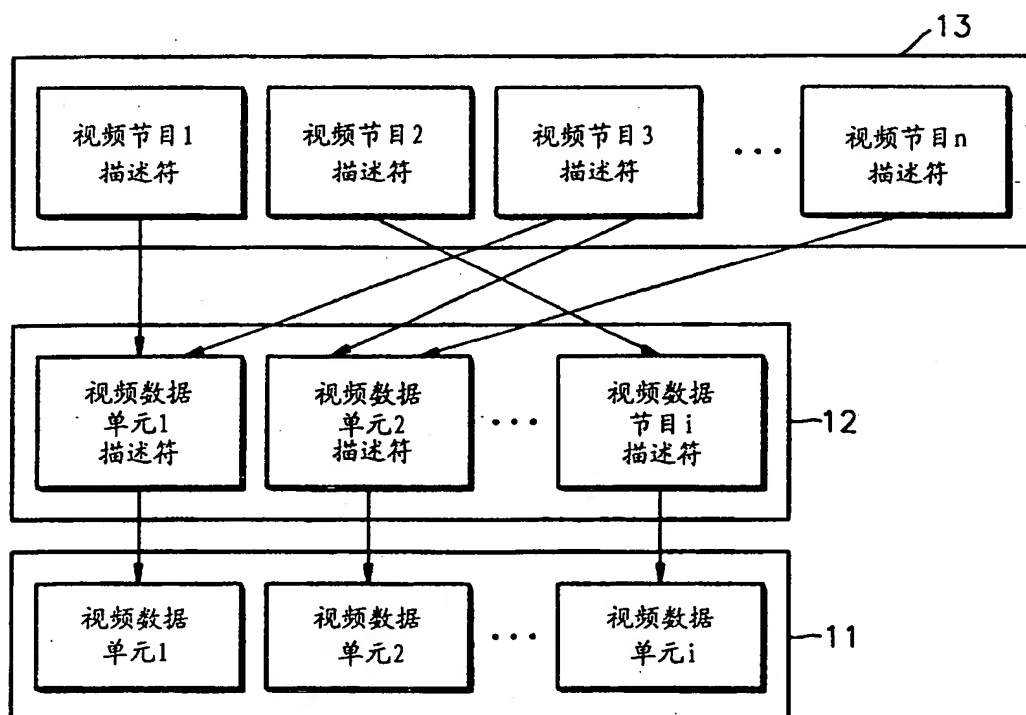 13
视频节目1
描述符
视频节目2
描述符
视频节目3
描述符
...
视频节目n
描述符
视频数据
单元1
描述符
视频数据
单元2
描述符
...
视频数据
节目i
描述符
12
视频数据
单元1
视频数据
单元2
...
视频数据
单元i
11